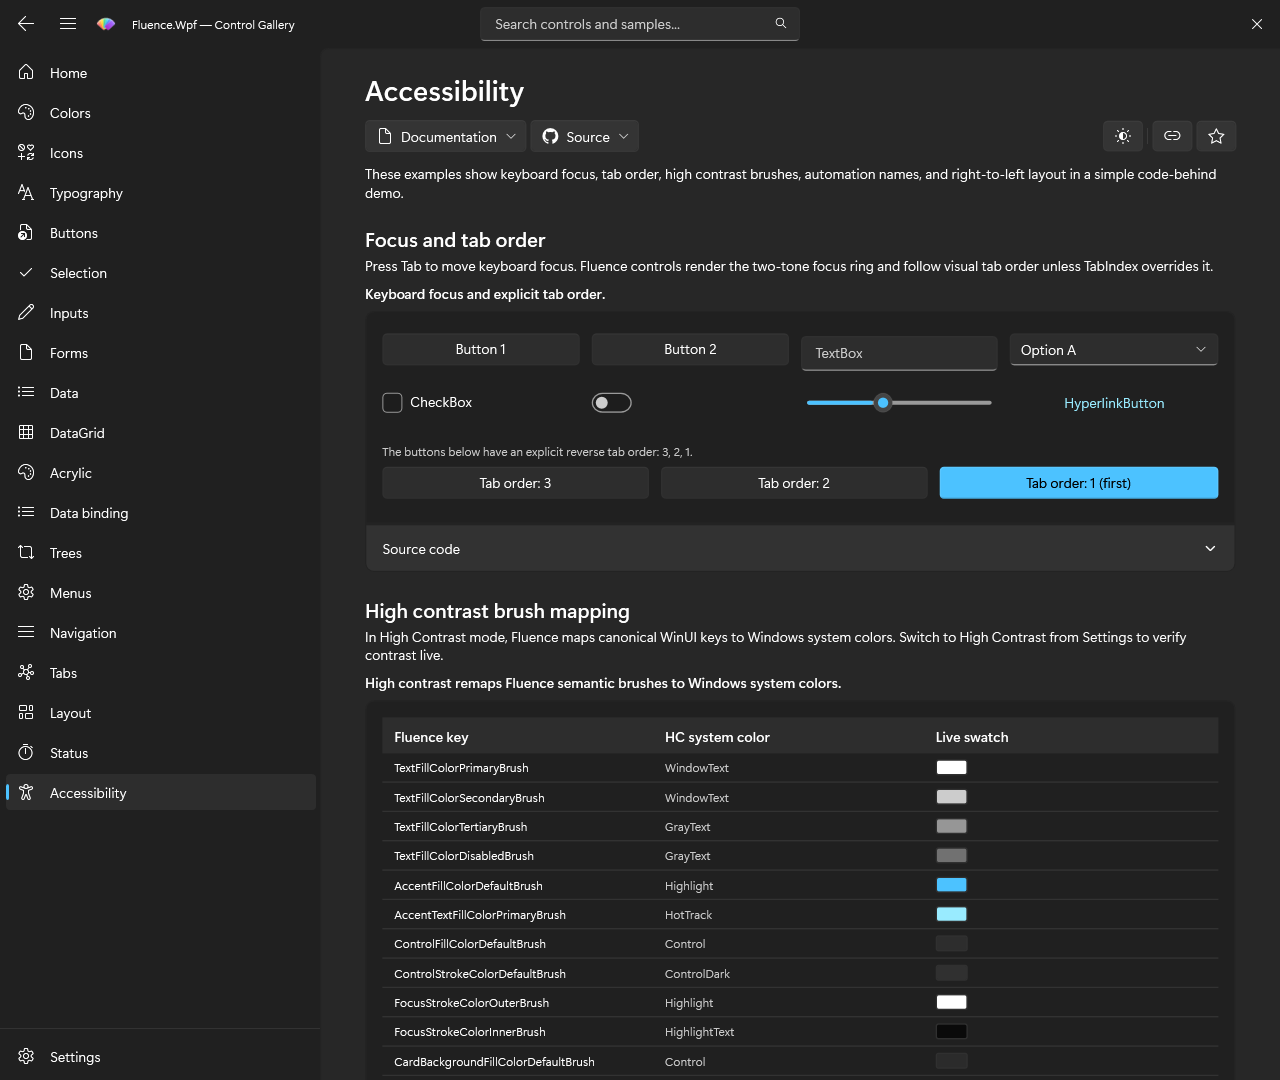 Fluence.Wpf — Control Gallery
Search controls and samples...
Home
Colors
Icons
Typography
Buttons
Selection
Inputs
Forms
Data
DataGrid
Acrylic
Data binding
Trees
Menus
Navigation
Tabs
Layout
Status
Accessibility
Settings
Accessibility
Documentation
Source
These examples show keyboard focus, tab order, high contrast brushes, automation names, and right-to-left layout in a simple code-behind
demo.
Focus and tab order
Press Tab to move keyboard focus. Fluence controls render the two-tone focus ring and follow visual tab order unless TabIndex overrides it.
Keyboard focus and explicit tab order.
Button 1
Button 2
TextBox
Option A
CheckBox
HyperlinkButton
The buttons below have an explicit reverse tab order: 3, 2, 1.
Tab order: 3
Tab order: 2
Tab order: 1 (first)
Source code
High contrast brush mapping
In High Contrast mode, Fluence maps canonical WinUI keys to Windows system colors. Switch to High Contrast from Settings to verify
contrast live.
High contrast remaps Fluence semantic brushes to Windows system colors.
Fluence key HC system color Live swatch
TextFillColorPrimaryBrush WindowText
TextFillColorSecondaryBrush WindowText
TextFillColorTertiaryBrush GrayText
TextFillColorDisabledBrush GrayText
AccentFillColorDefaultBrush Highlight
AccentTextFillColorPrimaryBrush HotTrack
ControlFillColorDefaultBrush Control
ControlStrokeColorDefaultBrush ControlDark
FocusStrokeColorOuterBrush Highlight
FocusStrokeColorInnerBrush HighlightText
CardBackgroundFillColorDefaultBrush Control